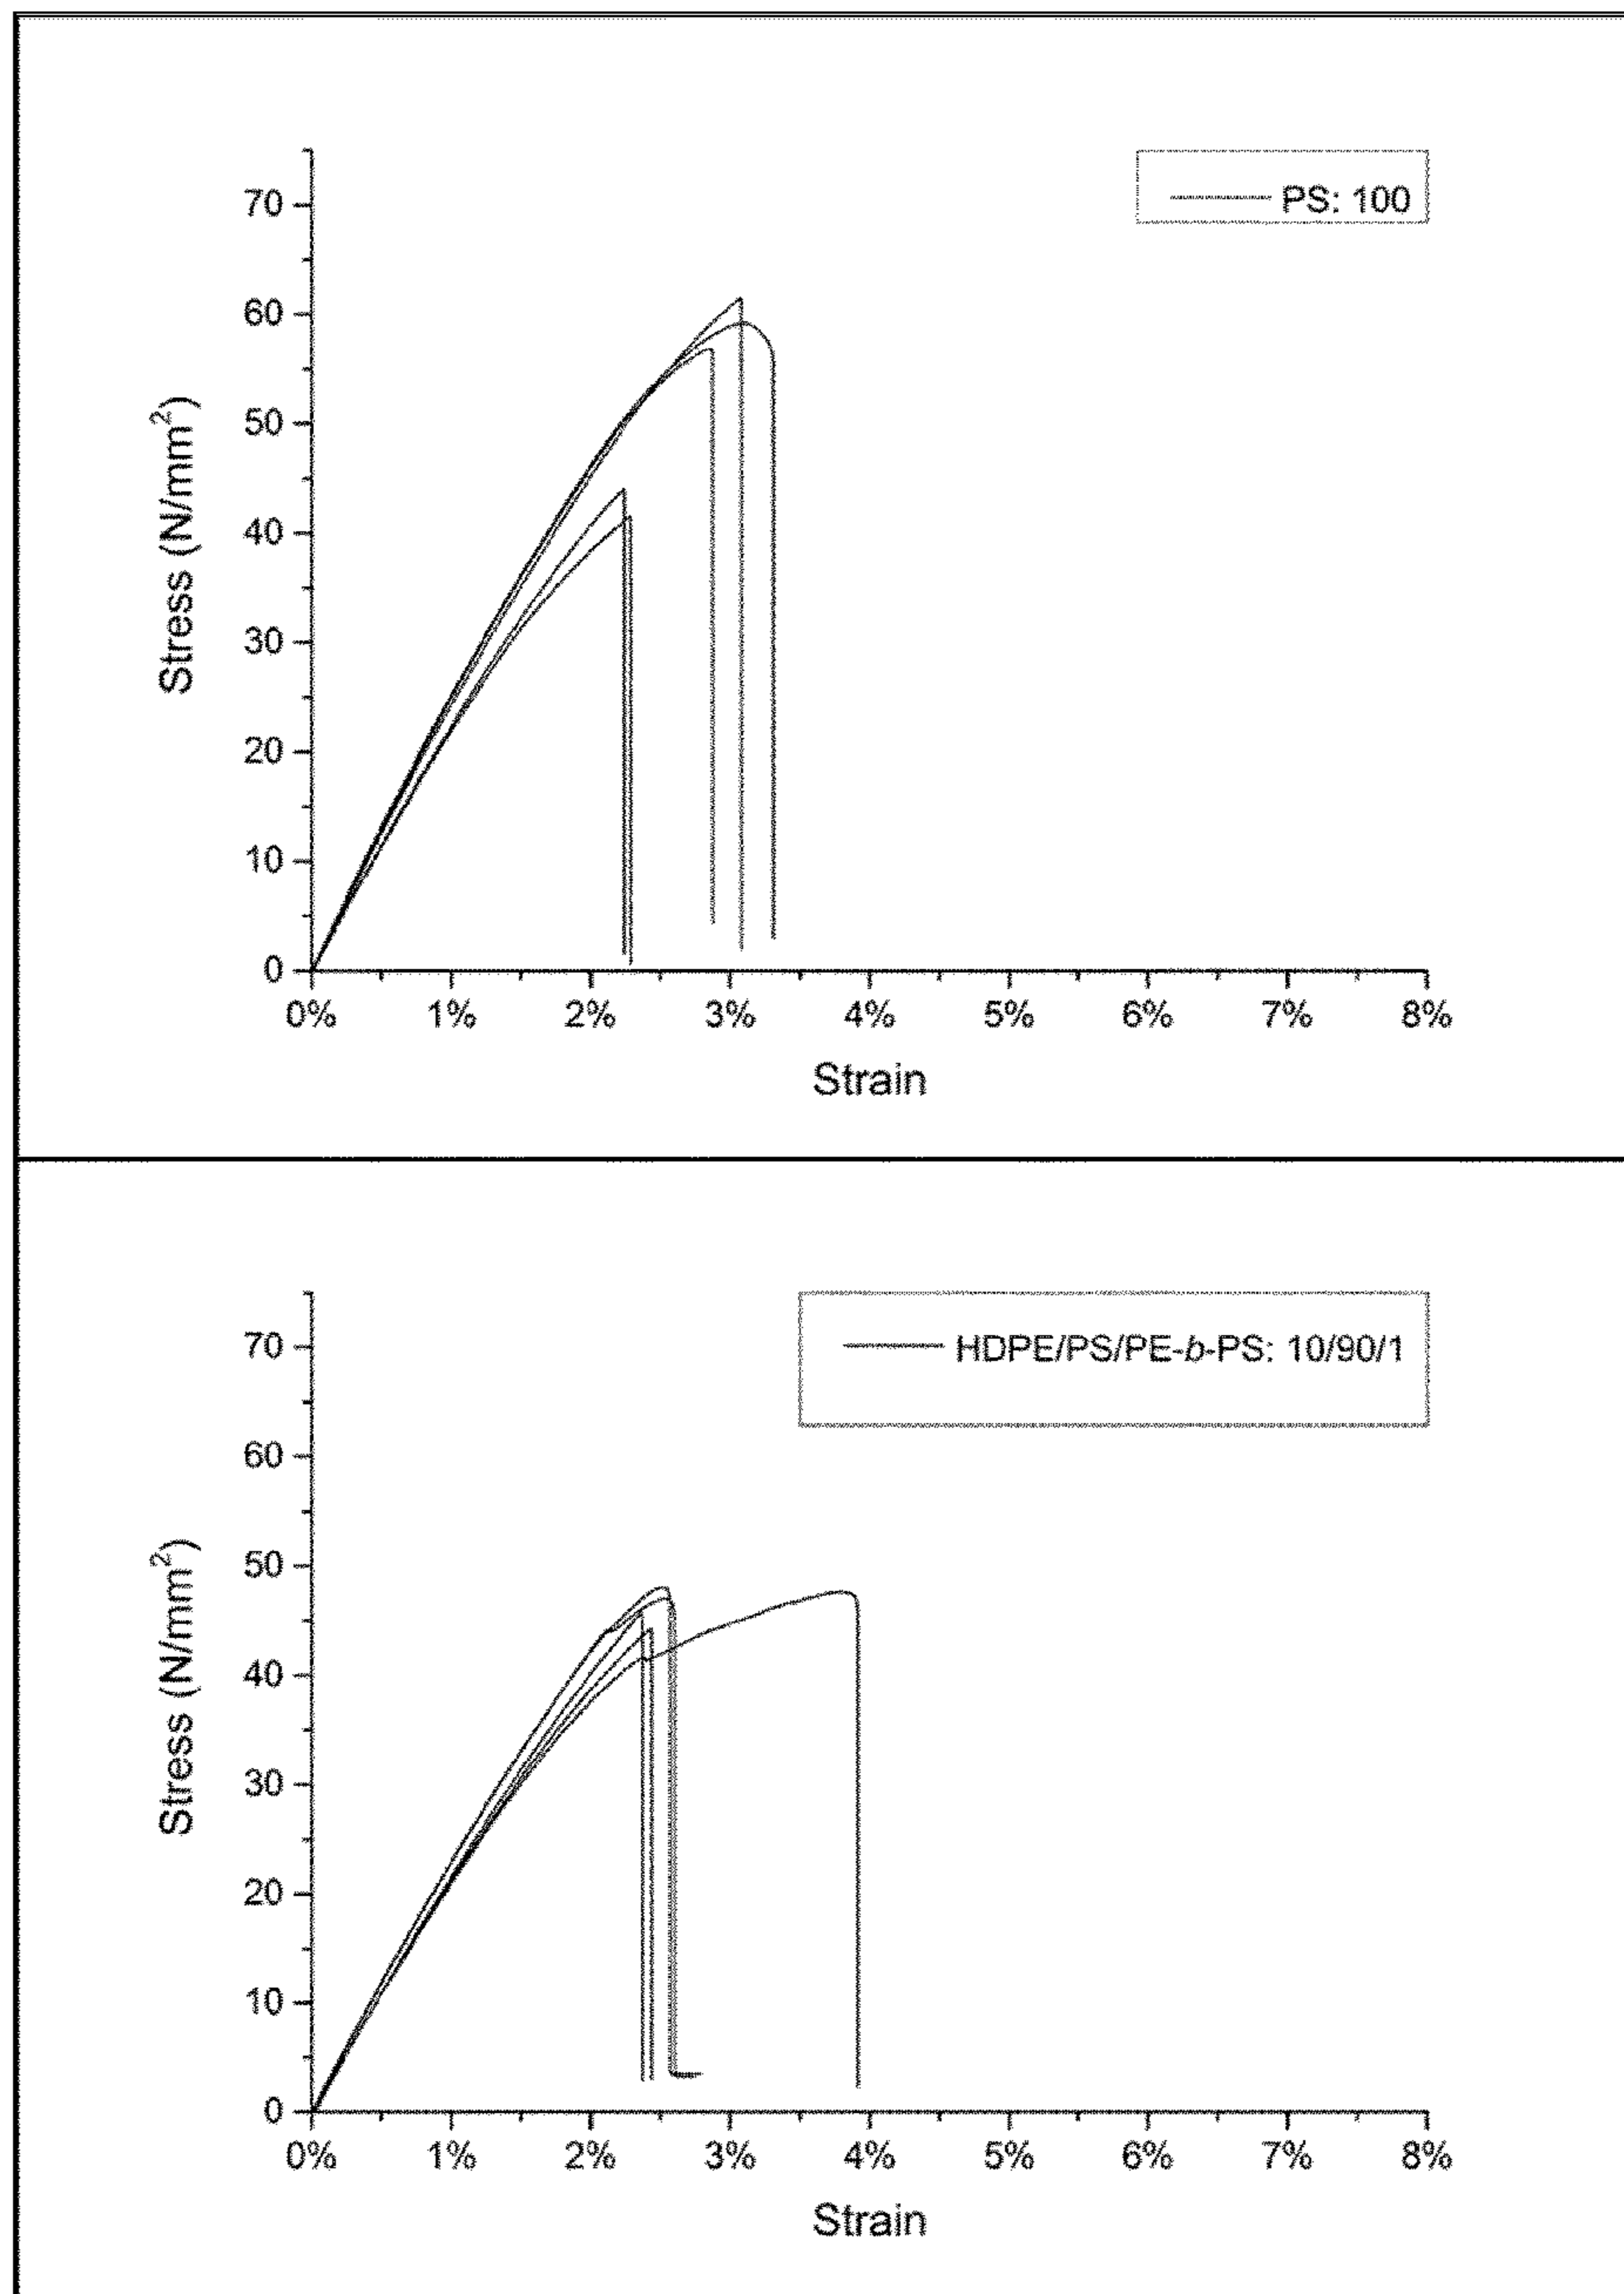 PS: 100
70
60
50
40
30
20
10
0
Stress (N/mm²)
0% 1% 2% 3% 4% 5% 6% 7% 8%
Strain
HDPE/PS/PE-b-PS: 10/90/1
70
60
50
40
30
20
10
0
Stress (N/mm²)
0% 1% 2% 3% 4% 5% 6% 7% 8%
Strain